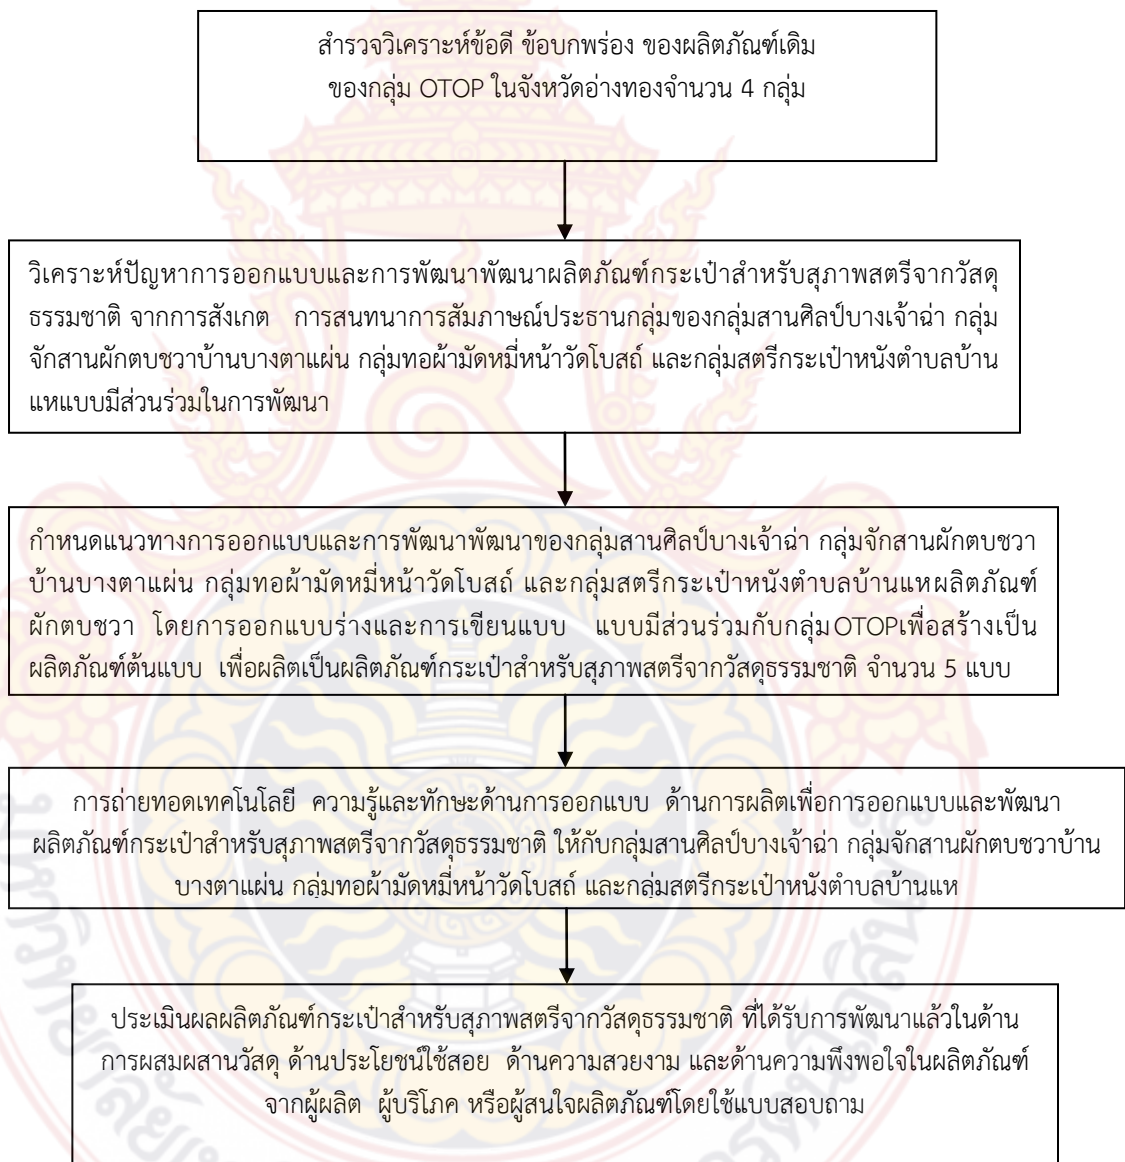 สำรวจวิเคราะห์ข้อดี ข้อบกพร่อง ของผลิตภัณฑ์เดิม
ของกลุ่ม OTOP ในจังหวัดอ่างทองจำนวน 4 กลุ่ม
วิเคราะห์ปัญหาการออกแบบและการพัฒนาพัฒนาผลิตภัณฑ์กระเป๋าสำหรับสุภาพสตรีจากวัสดุ
ธรรมชาติ จากการสังเกต การสนทนาการสัมภาษณ์ประธานกลุ่มของกลุ่มสานศิลป์บางเจ้าฉ่า กลุ่ม
จักสานผักตบชวาบ้านบางตาแผ่น กลุ่มทอผ้ามัดหมี่หน้าวัดโบสถ์ และกลุ่มสตรีกระเป๋าหนังตำบลบ้าน
แหแบบมีส่วนร่วมในการพัฒนา
กำหนดแนวทางการออกแบบและการพัฒนาพัฒนาของกลุ่มสานศิลป์บางเจ้าฉ่า กลุ่มจักสานผักตบชวา
บ้านบางตาแผ่น กลุ่มทอผ้ามัดหมี่หน้าวัดโบสถ์ และกลุ่มสตรีกระเป๋าหนังตำบลบ้านแหผลิตภัณฑ์
ผักตบชวา โดยการออกแบบร่างและการเขียนแบบ แบบมีส่วนร่วมกับกลุ่มOTOPเพื่อสร้างเป็น
ผลิตภัณฑ์ต้นแบบ เพื่อผลิตเป็นผลิตภัณฑ์กระเป๋าสำหรับสุภาพสตรีจากวัสดุธรรมชาติ จำนวน 5 แบบ
การถ่ายทอดเทคโนโลยี ความรู้และทักษะด้านการออกแบบ ด้านการผลิตเพื่อการออกแบบและพัฒนา
ผลิตภัณฑ์กระเป๋าสำหรับสุภาพสตรีจากวัสดุธรรมชาติ ให้กับกลุ่มสานศิลป์บางเจ้าฉ่า กลุ่มจักสานผักตบชวาบ้าน
บางตาแผ่น กลุ่มทอผ้ามัดหมี่หน้าวัดโบสถ์ และกลุ่มสตรีกระเป๋าหนังตำบลบ้านแห
ประเมินผลผลิตภัณฑ์กระเป๋าสำหรับสุภาพสตรีจากวัสดุธรรมชาติ ที่ได้รับการพัฒนาแล้วในด้าน
การผสมผสานวัสดุ ด้านประโยชน์ใช้สอย ด้านความสวยงาม และด้านความพึงพอใจในผลิตภัณฑ์
จากผู้ผลิต ผู้บริโภค หรือผู้สนใจผลิตภัณฑ์โดยใช้แบบสอบถาม